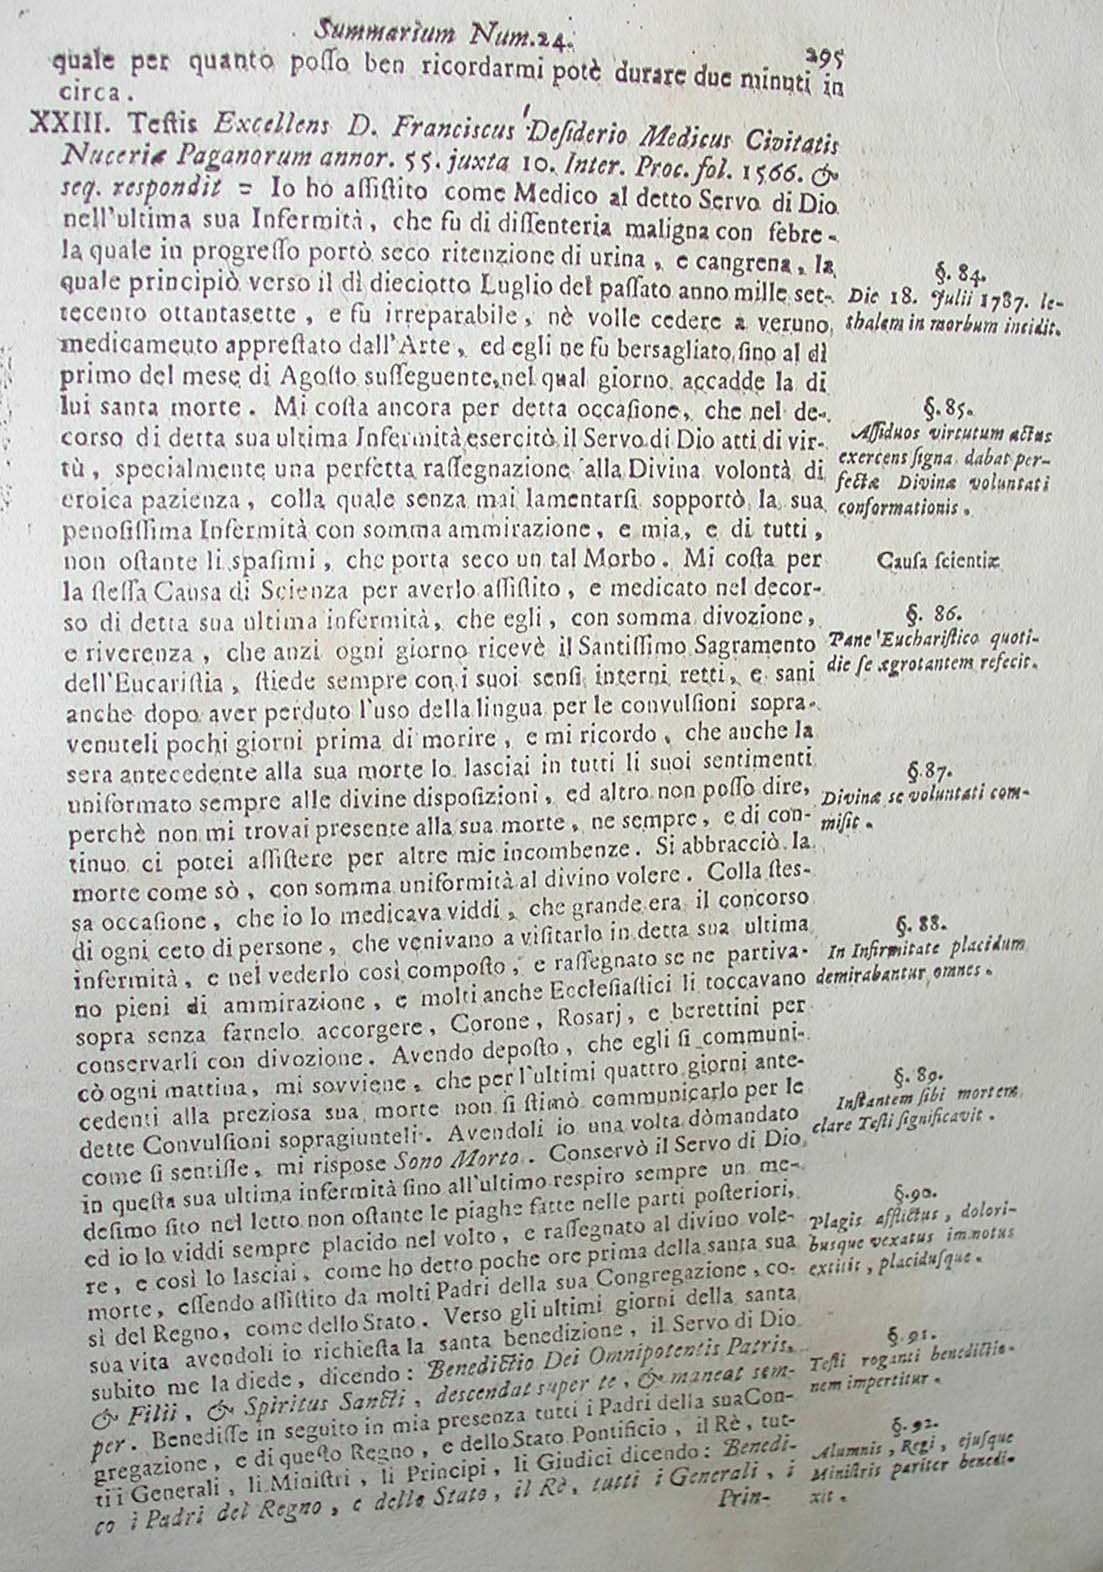 Summarium Num.24.
295
quale per quanto poſſo ben ricordarmi potè durare due minuti in
circa.
XXIII. Teſtis Excellens D. Franciscus Deſiderio Medicus Civitatis
Nuceriæ Paganorum annor. 55. juxta 10. Inter. Proc. fol. 1566. &
seq. respondit = Io ho aſſiſtito come Medico al detto Servo di Dio
nell'ultima sua Infermità, che fu di diſſenteria maligna con febre-
la quale in progreſſo portò seco ritenzione di urina, e cangrena, la
quale principiò verso il dì dieciotto Luglio del paſſato anno mille set-
tecento ottantasette, e fu irreparabile, nè volle cedere a veruno
medicameuto appreſtato dall'Arte, ed egli ne fu bersagliato fino al dì
primo del mese di Agoſto suſſeguente, nel qual giorno accadde la di
lui santa morte. Mi coſta ancora per detta occaſione, che nel de-
corso di detta sua ultima Infermità esercitò il Servo di Dio atti di vir-
tù, specialmente una perfetta raſſegnazione alla Divina volontà di
eroica pazienza, colla quale senza mai lamentarſi sopportò la sua
penoſiſſima Infermità con somma ammirazione, e mia, e di tutti,
non oſtante li spaſimi, che porta seco un tal Morbo. Mi coſta per
la ſteſſa Causa di Scienza per averlo aſſiſtito, e medicato nel decor-
so di detta sua ultima infermità, che egli, con somma divozione,
e riverenza, che anzi ogni giorno ricevè il Santiſſimo Sagramento
dell'Eucariſtia, ſtiede sempre con i suoi senſi interni retti, e sani
anche dopo aver perduto l'uso della lingua per le convulſioni sopra-
venuteli pochi giorni prima di morire, e mi ricordo, che anche la
sera antecedente alla sua morte lo lasciai in tutti li suoi sentimenti
uniformato sempre alle divine dispoſizioni, ed altro non poſſo dire,
perchè non mi trovai presente alla sua morte, ne sempre, e di con-
tinuo ci potei aſſiſtere per altre mie incombenze. Si abbracciò la
morte come sò, con somma uniformità al divino volere. Colla ſtes-
sa occaſione, che io lo medicava viddi, che grande era il concorso
di ogni ceto di persone, che venivano a viſitarlo in detta sua ultima
infermità, e nel vederlo così compoſto, e raſſegnato se ne partiva-
no pieni di ammirazione, e molti anche Eccleſiaſtici li toccavano
sopra senza farnelo accorgere, Corone, Rosarj, e berettini per
conservarli con divozione. Avendo depoſto, che egli ſi communi-
cò ogni mattina, mi sovviene, che per l'ultimi quattro giorni ante-
cedenti alla preziosa sua morte non ſi ſtimò communicarlo per le
dette Convulſioni sopragiunteli. Avendoli io una volta dòmandato
come ſi sentiſſe, mi rispose Sono Morto. Conservò il Servo di Dio
in queſta sua ultima infermità ſino all'ultimo respiro sempre un me-
deſimo ſito nel letto non oſtante le piaghe fatte nelle parti poſteriori,
ed io lo viddi sempre placido nel volto, e raſſegnato al divino vole-
re, e così lo lasciai, come ho detto poche ore prima della santa sua
morte, eſſendo aſſiſtito da molti Padri della sua Congregazione, co-
sì del Regno, come dello Stato. Verso gli ultimi giorni della santa
sua vita avendoli io richieſta la santa benedizione, il Servo di Dio
subito me la diede, dicendo: Benedictio Dei Omnipotentis Patris,
& Filii, & Spiritus Sancti, descendat super te, & maneat sem-
per. Benediſſe in seguito in mia presenza tutti i Padri della sua Con-
gregazione, e di queſto Regno, e dello Stato Pontificio, il Rè, tut-
ti i Generali, li Miniſtri, li Principi, li Giudici dicendo: Benedi-
co i Padri del Regno, e dello Stato, il Rè, tutti i Generali, i
Prin-
§. 84.
Die 18. Julii 1787. le-
thalem in morbum incidit.
§. 85.
Aſſiduos virtutum actus
exercens ſigna dabat per-
fectæ Divinæ voluntati
conformationis.
Cauſa ſcientiæ
§. 86.
Pane Euchariſtico quoti-
die ſe ægrotantem refecit.
§. 87.
Divinæ se voluntati com-
miſit.
§. 88.
In Infirmitate placidum
demirabantur omnes.
§. 89.
Inſtantem ſibi mortem
clare Teſti ſignificavit.
§. 90.
Plagis afflictus, dolori-
busque vexatus immotus
extitit, placiduſque.
§. 91.
Teſti roganti benedictio-
nem impertitur.
§. 92.
Alumnis, Regi, ejuſque
Miniſtris pariter benedi-
xit.